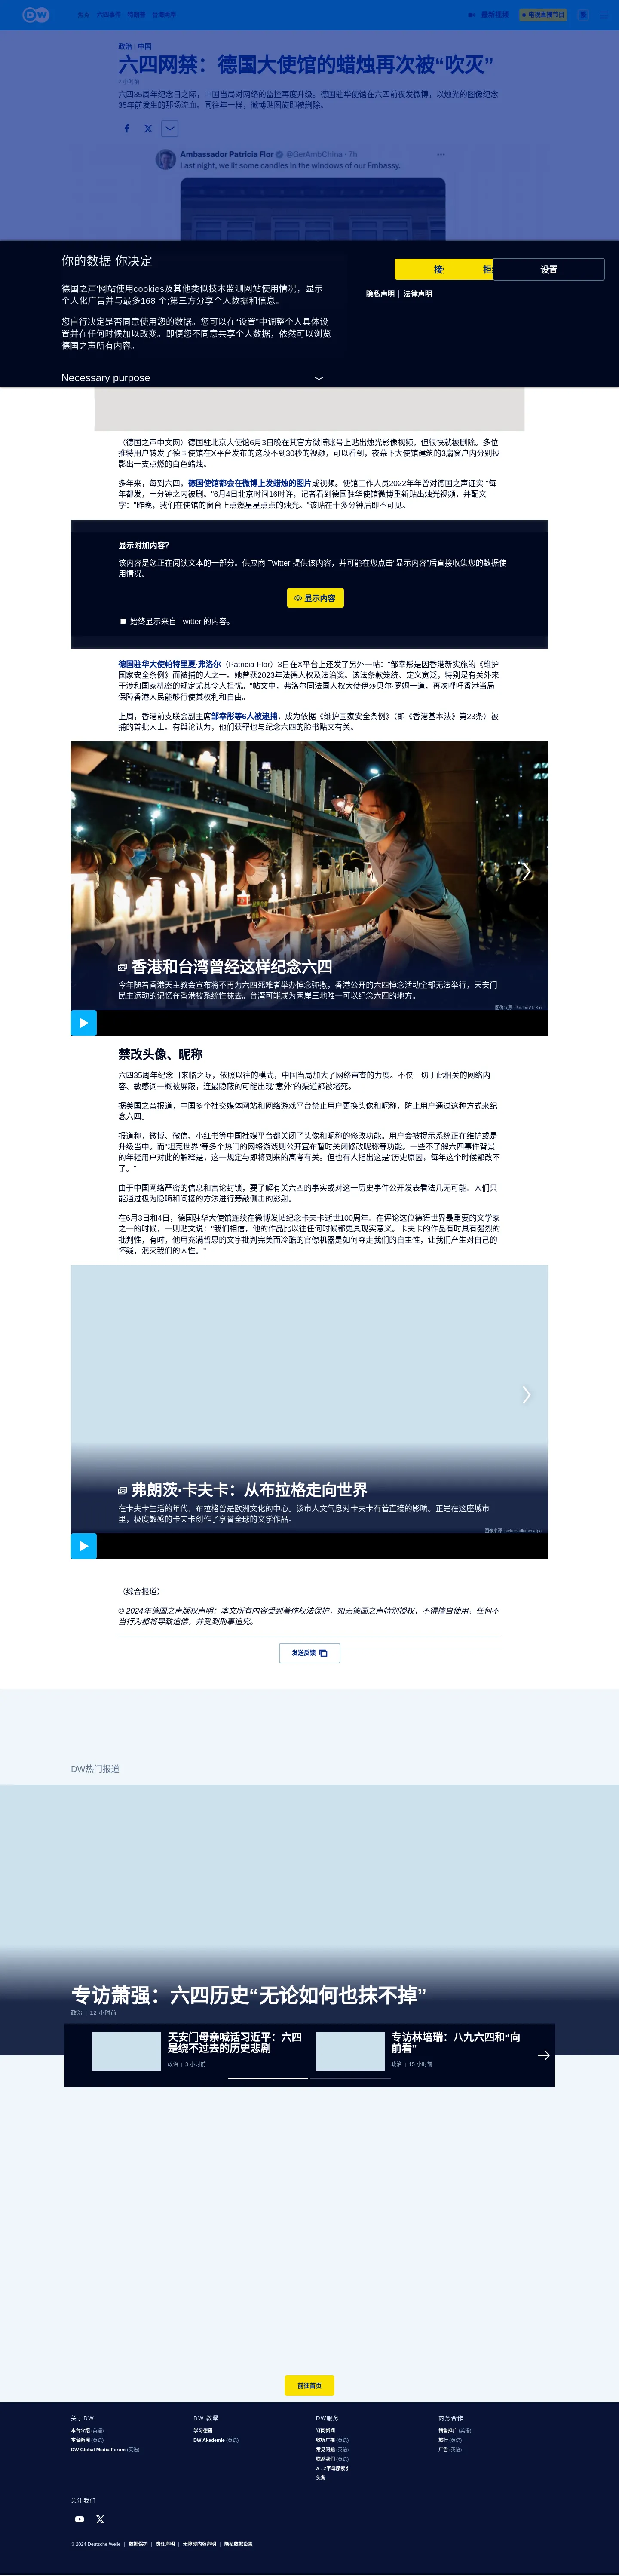 DW
六四事件
最新视频
电视直播节目
繁
政治 | 中国
六四网禁：德国大使馆的蜡烛再次被“吹灭”
六四35周年纪念日之际，中国当局对网络的监控再度升级。德国驻华使馆在六四前夜发微博，以烛光的图像纪念
35年前发生的那场流血。同往年一样，微博贴图旋即被删除。
Ambassador Patricia Flor @GerAmbChina · 7h
Last night, we lit some candles in the windows of our Embassy.
你的数据 你决定
德国之声'网站使用cookies及其他类似技术监测网站使用情况，显示
个人化广告并与最多168 个;第三方分享个人数据和信息。
您自行决定是否同意使用您的数据。您可以在“设置”中调整个人具体设
置并在任何时候加以改变。即便您不同意共享个人数据，依然可以浏览
德国之声所有内容。
Necessary purpose
设置
隐私声明 | 法律声明
（德国之声中文网）德国驻北京大使馆6月3日晚在其官方微博账号上贴出烛光影像视频，但很快就被删除。多位
推特用户转发了德国使馆在X平台发布的这段不到30秒的视频，可以看到，夜幕下大使馆建筑的3扇窗户内分别投
影出一支点燃的白色蜡烛。
多年来，每到六四，德国使馆都会在微博上发蜡烛的图片或视频。使馆工作人员2022年年曾对德国之声证实 "每
年都发，十分钟之内被删。"6月4日北京时间16时许，记者看到德国驻华使馆微博重新贴出烛光视频，并配文
字："昨晚，我们在使馆的窗台上点燃星星点点的烛光。"该贴在十多分钟后即不可见。
显示附加内容？
该内容是您正在阅读文本的一部分。供应商 Twitter 提供该内容，并可能在您点击“显示内容”后直接收集您的数据使
用情况。
显示内容
始终显示来自 Twitter 的内容。
德国驻华大使帕特里夏·弗洛尔（Patricia Flor）3日在X平台上还发了另外一帖："邹幸彤是因香港新实施的《维护
国家安全条例》而被捕的人之一。她曾获2023年法德人权及法治奖。该法条款笼统、定义宽泛，特别是有关外来
干涉和国家机密的规定尤其令人担忧。"帖文中，弗洛尔同法国人权大使伊莎贝尔·罗姆一道，再次呼吁香港当局
保障香港人民能够行使其权利和自由。
上周，香港前支联会副主席邹幸彤等6人被逮捕，成为依据《维护国家安全条例》（即《香港基本法》第23条）被
捕的首批人士。有舆论认为，他们获罪也与纪念六四的脸书贴文有关。
香港和台湾曾经这样纪念六四
今年随着香港天主教会宣布将不再为六四死难者举办悼念弥撒，香港公开的六四悼念活动全部无法举行，天安门
民主运动的记忆在香港被系统性抹去。台湾可能成为两岸三地唯一可以纪念六四的地方。
图像来源: Reuters/T. Siu
禁改头像、昵称
六四35周年纪念日来临之际，依照以往的模式，中国当局加大了网络审查的力度。不仅一切于此相关的网络内
容、敏感词一概被屏蔽，连最隐蔽的可能出现"意外"的渠道都被堵死。
据美国之音报道，中国多个社交媒体网站和网络游戏平台禁止用户更换头像和昵称，防止用户通过这种方式来纪
念六四。
报道称，微博、微信、小红书等中国社媒平台都关闭了头像和昵称的修改功能。用户会被提示系统正在维护或是
升级当中。而"坦克世界"等多个热门的网络游戏则公开宣布暂时关闭修改昵称等功能。一些不了解六四事件背景
的年轻用户对此的解释是，这一规定与即将到来的高考有关。但也有人指出这是"历史原因，每年这个时候都改不
了。"
由于中国网络严密的信息和言论封锁，要了解有关六四的事实或对这一历史事件公开发表看法几无可能。人们只
能通过极为隐晦和间接的方法进行旁敲侧击的影射。
在6月3日和4日，德国驻华大使馆连续在微博发帖纪念卡夫卡逝世100周年。在评论这位德语世界最重要的文学家
之一的时候，一则贴文说："我们相信，他的作品比以往任何时候都更具现实意义。卡夫卡的作品有时具有强烈的
批判性，有时，他用充满哲思的文字批判完美而冷酷的官僚机器是如何夺走我们的自主性，让我们产生对自己的
怀疑，泯灭我们的人性。"
弗朗茨·卡夫卡：从布拉格走向世界
在卡夫卡生活的年代，布拉格曾是欧洲文化的中心。该市人文气息对卡夫卡有着直接的影响。正是在这座城市
里，极度敏感的卡夫卡创作了享誉全球的文学作品。
图像来源: picture-alliance/dpa
（综合报道）
© 2024年德国之声版权声明：本文所有内容受到著作权法保护，如无德国之声特别授权，不得擅自使用。任何不
当行为都将导致追偿，并受到刑事追究。
发送反馈
DW热门报道
专访萧强：六四历史“无论如何也抹不掉”
政治 | 12 小时前
天安门母亲喊话习近平：六四
是绕不过去的历史悲剧
政治 | 3 小时前
专访林培瑞：八九六四和“向
前看”
政治 | 15 小时前
前往首页
关于DW
本台介绍 (英语)
本台新闻 (英语)
DW Global Media Forum (英语)
DW 教學
学习德语
DW Akademie (英语)
DW服务
订阅新闻
收听广播 (英语)
常见问题 (英语)
联系我们 (英语)
A - Z字母序索引
头条
商务合作
销售推广 (英语)
旅行 (英语)
广告 (英语)
关注我们
© 2024 Deutsche Welle | 数据保护 | 责任声明 | 无障碍内容声明 | 隐私数据设置